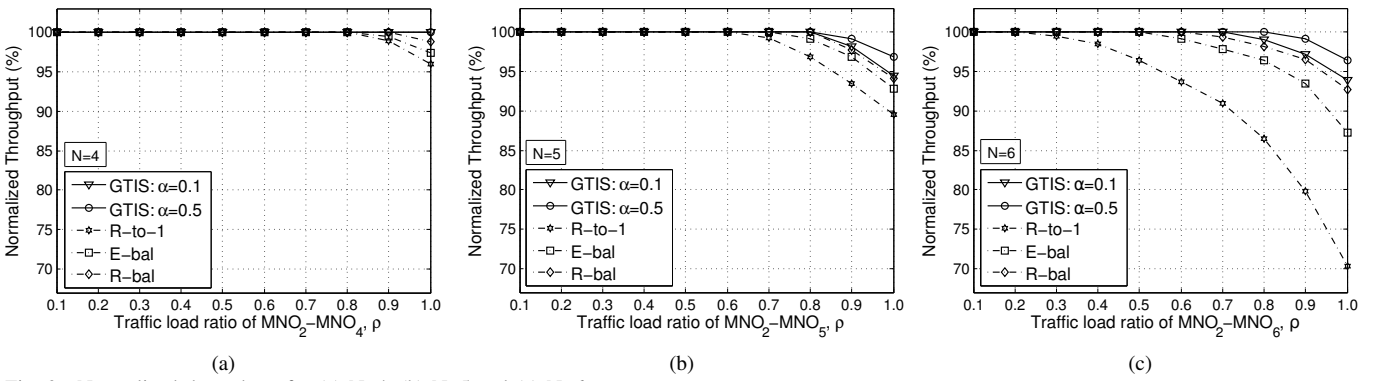 Normalized Throughput (%)
100
95
90
85
80
75
70
N=4
GTIS: α=0.1
GTIS: α=0.5
R−to−1
E−bal
R−bal
0.1 0.2 0.3 0.4 0.5 0.6 0.7 0.8 0.9 1.0
Traffic load ratio of MNO2−MNO4, ρ
(a)
Normalized Throughput (%)
100
95
90
85
80
75
70
N=5
GTIS: α=0.1
GTIS: α=0.5
R−to−1
E−bal
R−bal
0.1 0.2 0.3 0.4 0.5 0.6 0.7 0.8 0.9 1.0
Traffic load ratio of MNO2−MNO5, ρ
(b)
Normalized Throughput (%)
100
95
90
85
80
75
70
N=6
GTIS: α=0.1
GTIS: α=0.5
R−to−1
E−bal
R−bal
0.1 0.2 0.3 0.4 0.5 0.6 0.7 0.8 0.9 1.0
Traffic load ratio of MNO2−MNO6, ρ
(c)